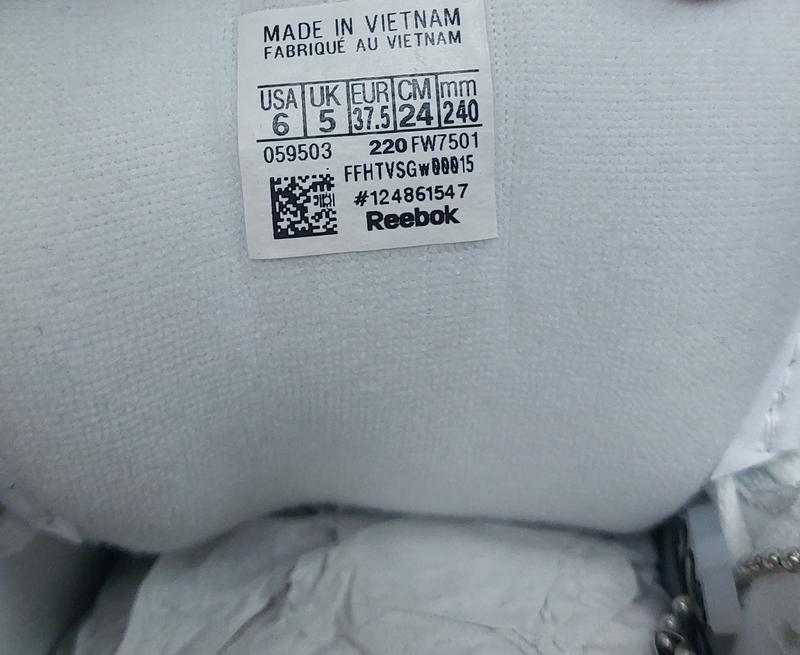 MADE IN VIETNAM
FABRIQUÉ AU VIETNAM
USA UK EUR CM mm
6 5 37.5 24 240
059503 220 FW7501
FFHTVSGw00015
#124861547
Reebok